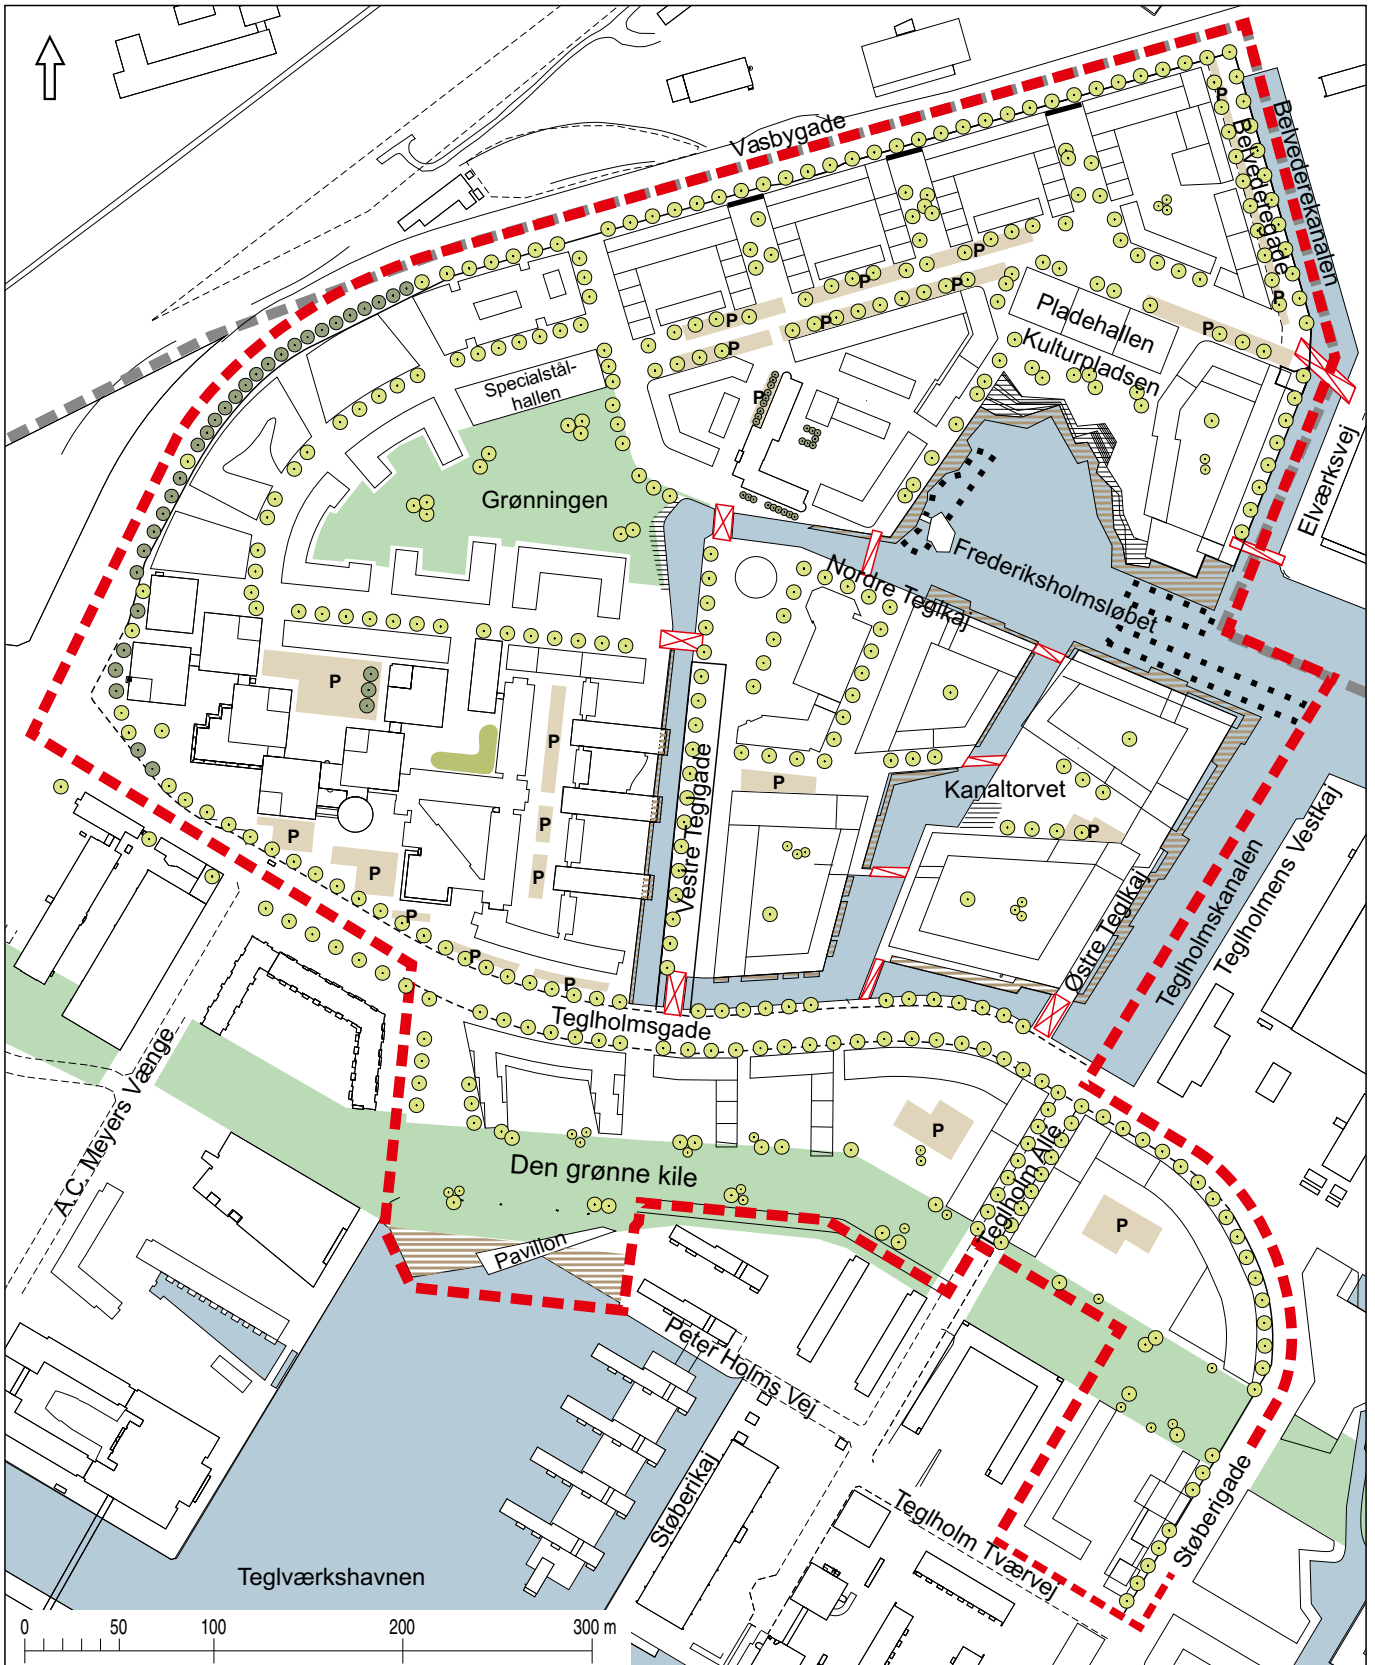 Vasbygade
P
Belvederegade
Belvederekanalen
P
P
P
P
P
P
P
P
Pladehallen
Kulturpladsen
Specialstål-
hallen
P
Grønningen
Elværksvej
Nordre Teglkaj
Frederiksholmsløbet
P
P
P
Kanaltorvet
Vestre Teglgade
P
P
P
P
P
Østre Teglkaj
Teglholmskanalen
Teglholmens Vestkaj
P
P
P
Teglholmsgade
A.C. Meyers Vænge
P
Den grønne kile
Teglholm Allé
P
Pavillon
Peter Holms Vej
Støberikaj
Teglholm Tværvej
Støberigade
Teglværkshavnen
0 50 100 200 300 m